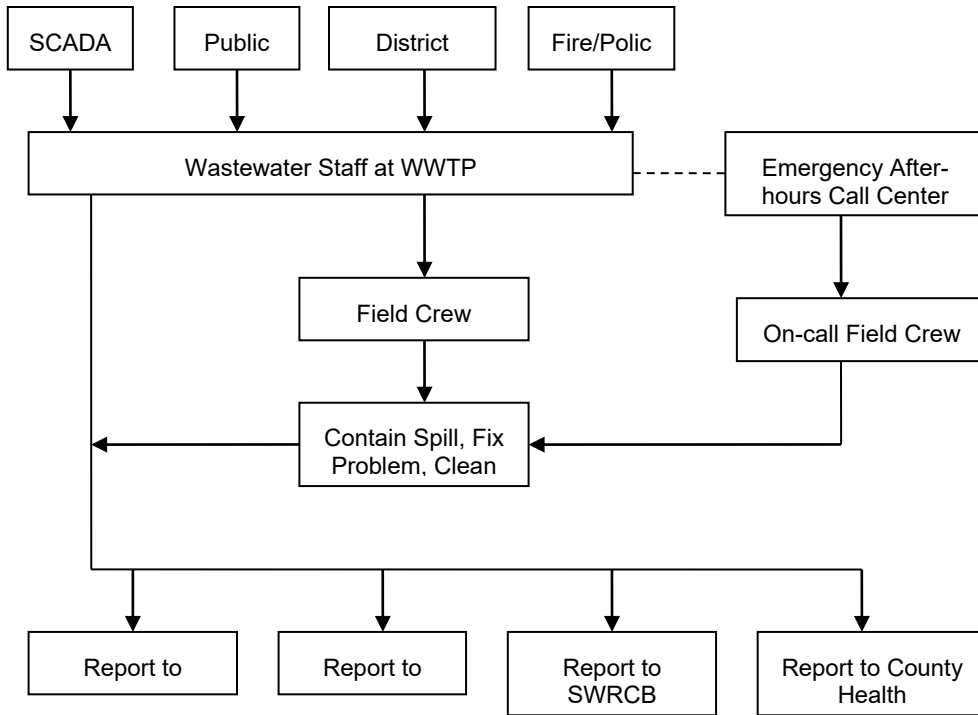 SCADA
Public
District
Fire/Polic
Wastewater Staff at WWTP
Emergency After-
hours Call Center
Field Crew
On-call Field Crew
Contain Spill, Fix
Problem, Clean
Report to
Report to
Report to
SWRCB
Report to County
Health